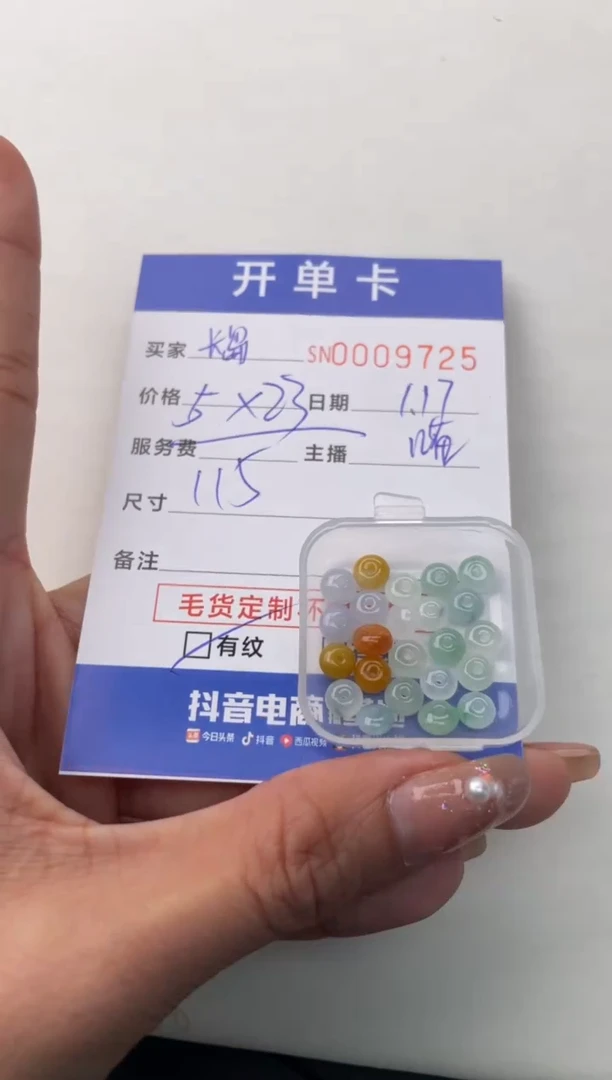 开单卡
买家 SN0009725
价格 5×23 日期 1.17
服务费 主播
尺寸 115
备注
毛货定制不
有纹
抖音电商
今日头条 抖音 西瓜视频